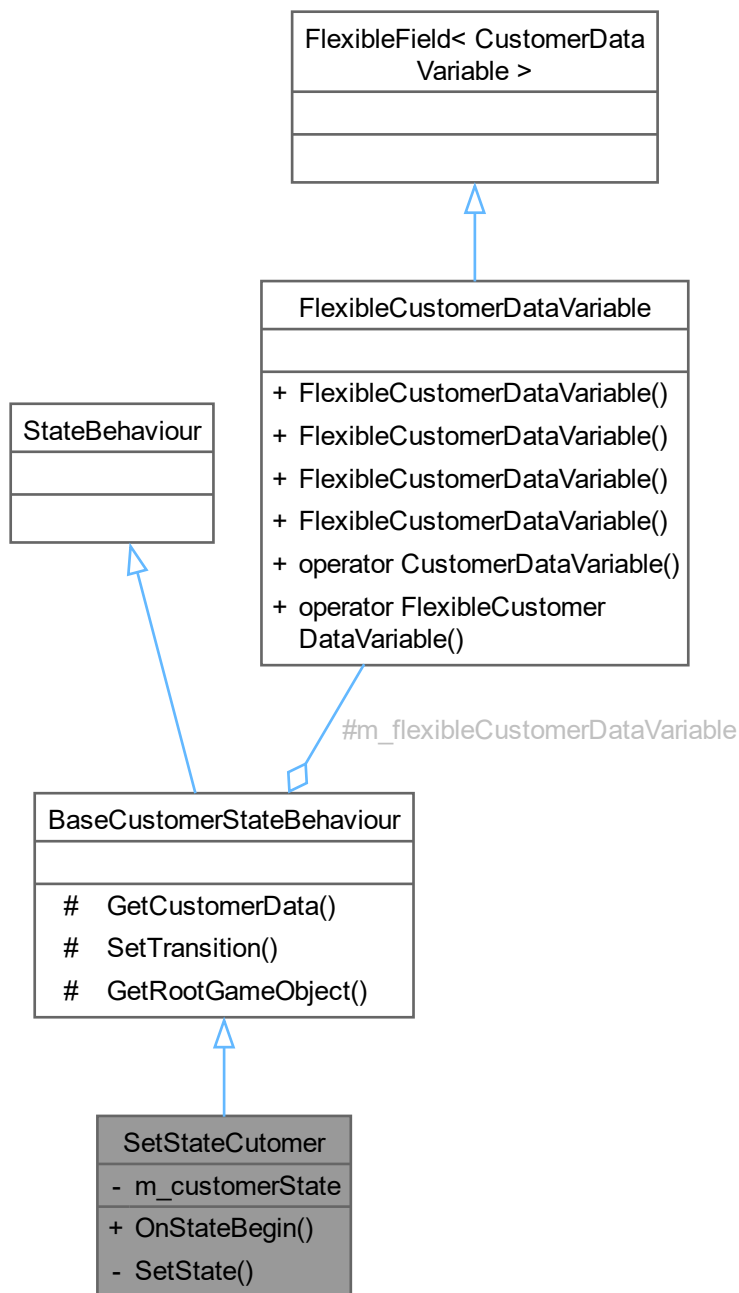 FlexibleField< CustomerData
Variable >
FlexibleCustomerDataVariable
+ FlexibleCustomerDataVariable()
+ FlexibleCustomerDataVariable()
+ FlexibleCustomerDataVariable()
+ FlexibleCustomerDataVariable()
+ operator CustomerDataVariable()
+ operator FlexibleCustomer
DataVariable()
StateBehaviour
#m_flexibleCustomerDataVariable
BaseCustomerStateBehaviour
# GetCustomerData()
# SetTransition()
# GetRootGameObject()
SetStateCutomer
- m_customerState
+ OnStateBegin()
- SetState()